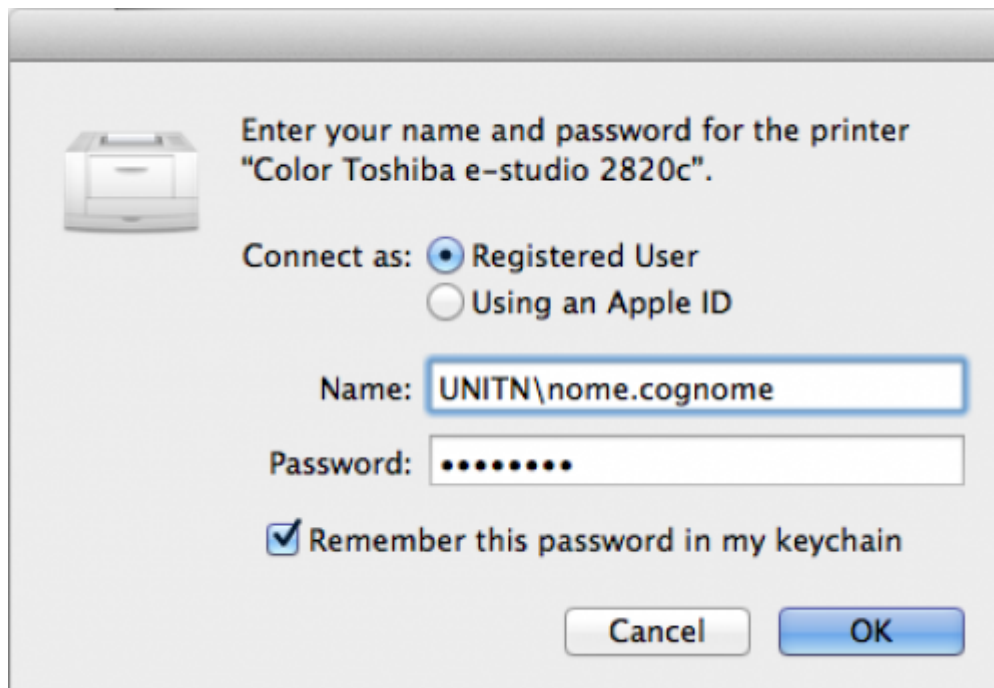 Enter your name and password for the printer
“Color Toshiba e-studio 2820c”.
Connect as: Registered User
Using an Apple ID
Name: UNITN\nome.cognome
Password: ••••••••
Remember this password in my keychain
Cancel OK